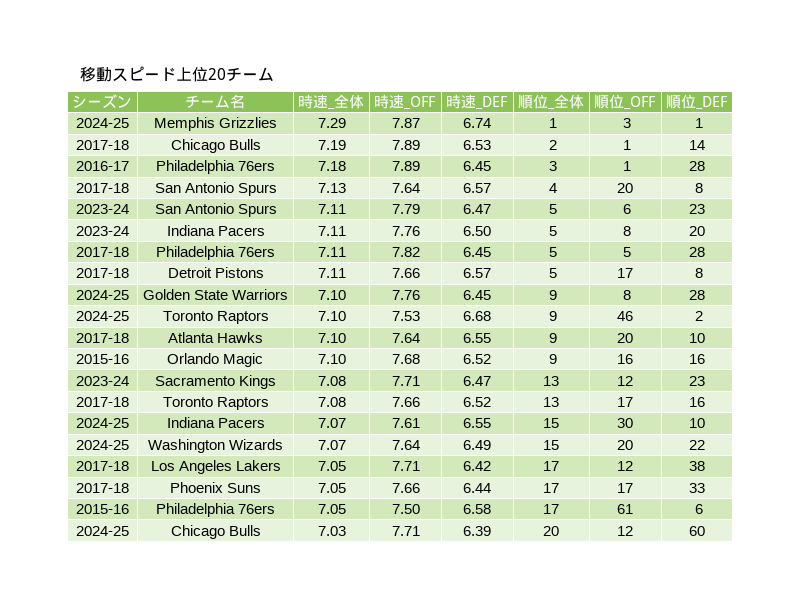 移動スピード上位20チーム
シーズン チーム名 時速_全体 時速_OFF 時速_DEF 順位_全体 順位_OFF 順位_DEF
2024-25 Memphis Grizzlies 7.29 7.87 6.74 1 3 1
2017-18 Chicago Bulls 7.19 7.89 6.53 2 1 14
2016-17 Philadelphia 76ers 7.18 7.89 6.45 3 1 28
2017-18 San Antonio Spurs 7.13 7.64 6.57 4 20 8
2023-24 San Antonio Spurs 7.11 7.79 6.47 5 6 23
2023-24 Indiana Pacers 7.11 7.76 6.50 5 8 20
2017-18 Philadelphia 76ers 7.11 7.82 6.45 5 5 28
2017-18 Detroit Pistons 7.11 7.66 6.57 5 17 8
2024-25 Golden State Warriors 7.10 7.76 6.45 9 8 28
2024-25 Toronto Raptors 7.10 7.53 6.68 9 46 2
2017-18 Atlanta Hawks 7.10 7.64 6.55 9 20 10
2015-16 Orlando Magic 7.10 7.68 6.52 9 16 16
2023-24 Sacramento Kings 7.08 7.71 6.47 13 12 23
2017-18 Toronto Raptors 7.08 7.66 6.52 13 17 16
2024-25 Indiana Pacers 7.07 7.61 6.55 15 30 10
2024-25 Washington Wizards 7.07 7.64 6.49 15 20 22
2017-18 Los Angeles Lakers 7.05 7.71 6.42 17 12 38
2017-18 Phoenix Suns 7.05 7.66 6.44 17 17 33
2015-16 Philadelphia 76ers 7.05 7.50 6.58 17 61 6
2024-25 Chicago Bulls 7.03 7.71 6.39 20 12 60